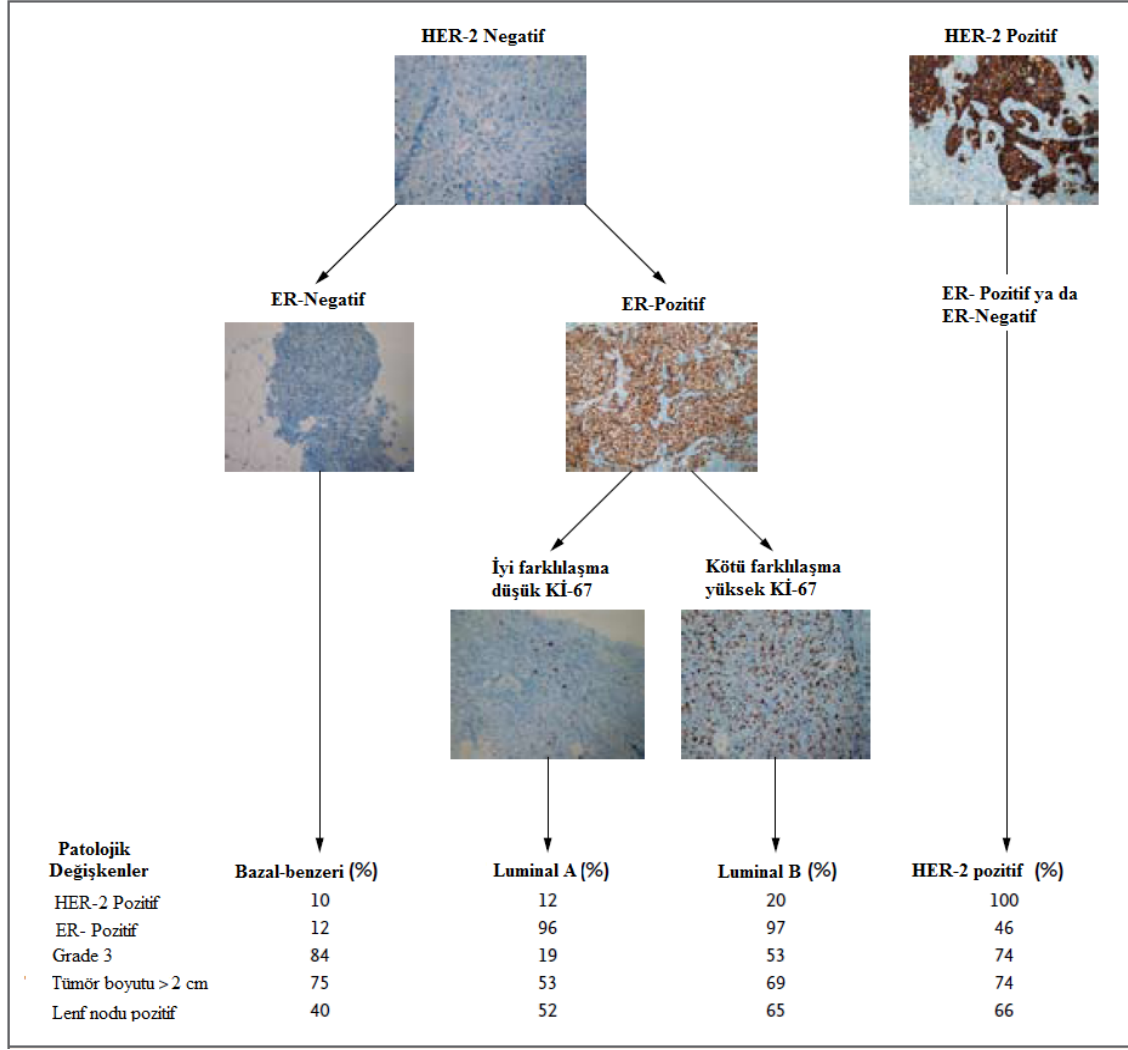 HER-2 Negatif
HER-2 Pozitif
ER-Negatif
ER-Pozitif
ER- Pozitif ya da
ER-Negatif
İyi farklılaşma
düşük Kİ-67
Kötü farklılaşma
yüksek Kİ-67
Patolojik
Değişkenler
Bazal-benzeri (%)
Luminal A (%)
Luminal B (%)
HER-2 pozitif (%)
HER-2 Pozitif 10 12 20 100
ER- Pozitif 12 96 97 46
Grade 3 84 19 53 74
Tümör boyutu > 2 cm 75 53 69 74
Lenf nodu pozitif 40 52 65 66